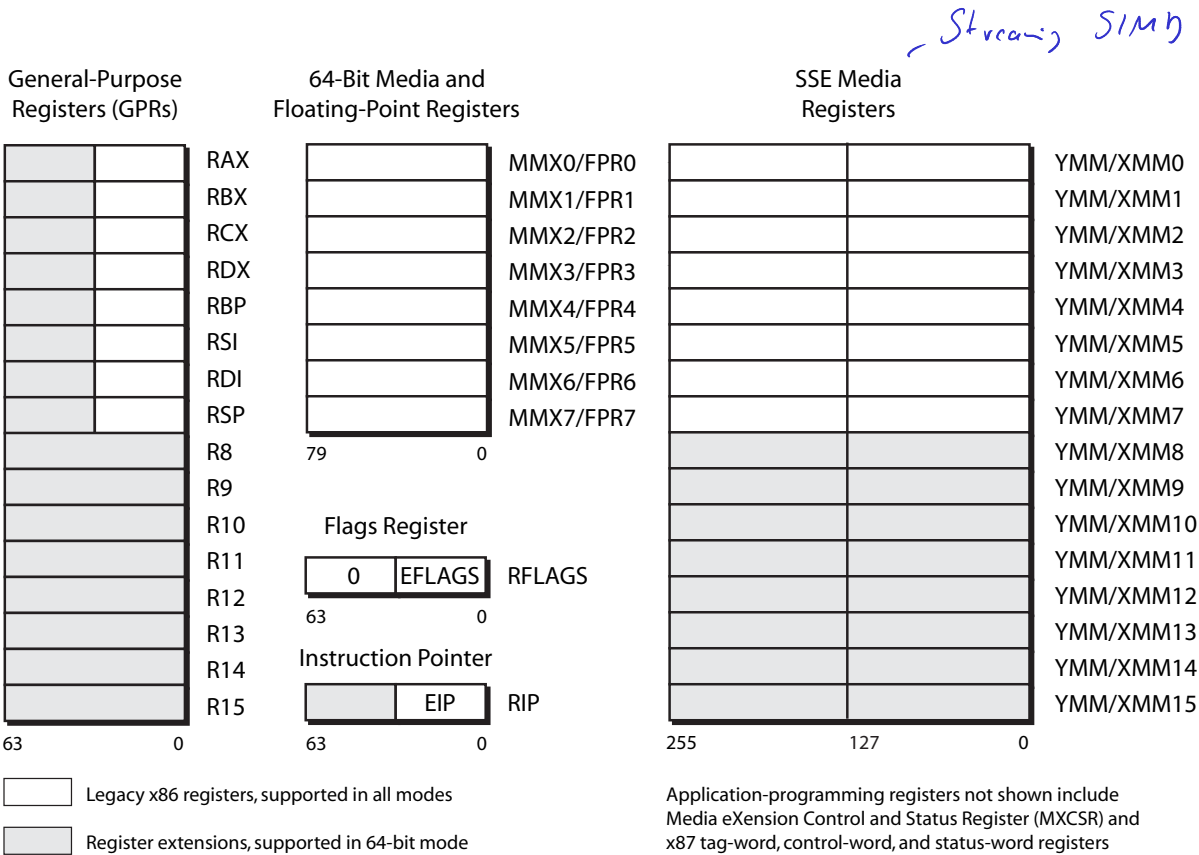 Streaming SIMD
General-Purpose
Registers (GPRs)
64-Bit Media and
Floating-Point Registers
SSE Media
Registers
RAX
RBX
RCX
RDX
RBP
RSI
RDI
RSP
R8
R9
R10
R11
R12
R13
R14
R15
63 0
MMX0/FPR0
MMX1/FPR1
MMX2/FPR2
MMX3/FPR3
MMX4/FPR4
MMX5/FPR5
MMX6/FPR6
MMX7/FPR7
79 0
Flags Register
0 EFLAGS RFLAGS
63 0
Instruction Pointer
EIP RIP
63 0
YMM/XMM0
YMM/XMM1
YMM/XMM2
YMM/XMM3
YMM/XMM4
YMM/XMM5
YMM/XMM6
YMM/XMM7
YMM/XMM8
YMM/XMM9
YMM/XMM10
YMM/XMM11
YMM/XMM12
YMM/XMM13
YMM/XMM14
YMM/XMM15
255 127 0
Legacy x86 registers, supported in all modes
Register extensions, supported in 64-bit mode
Application-programming registers not shown include
Media eXension Control and Status Register (MXCSR) and
x87 tag-word, control-word, and status-word registers